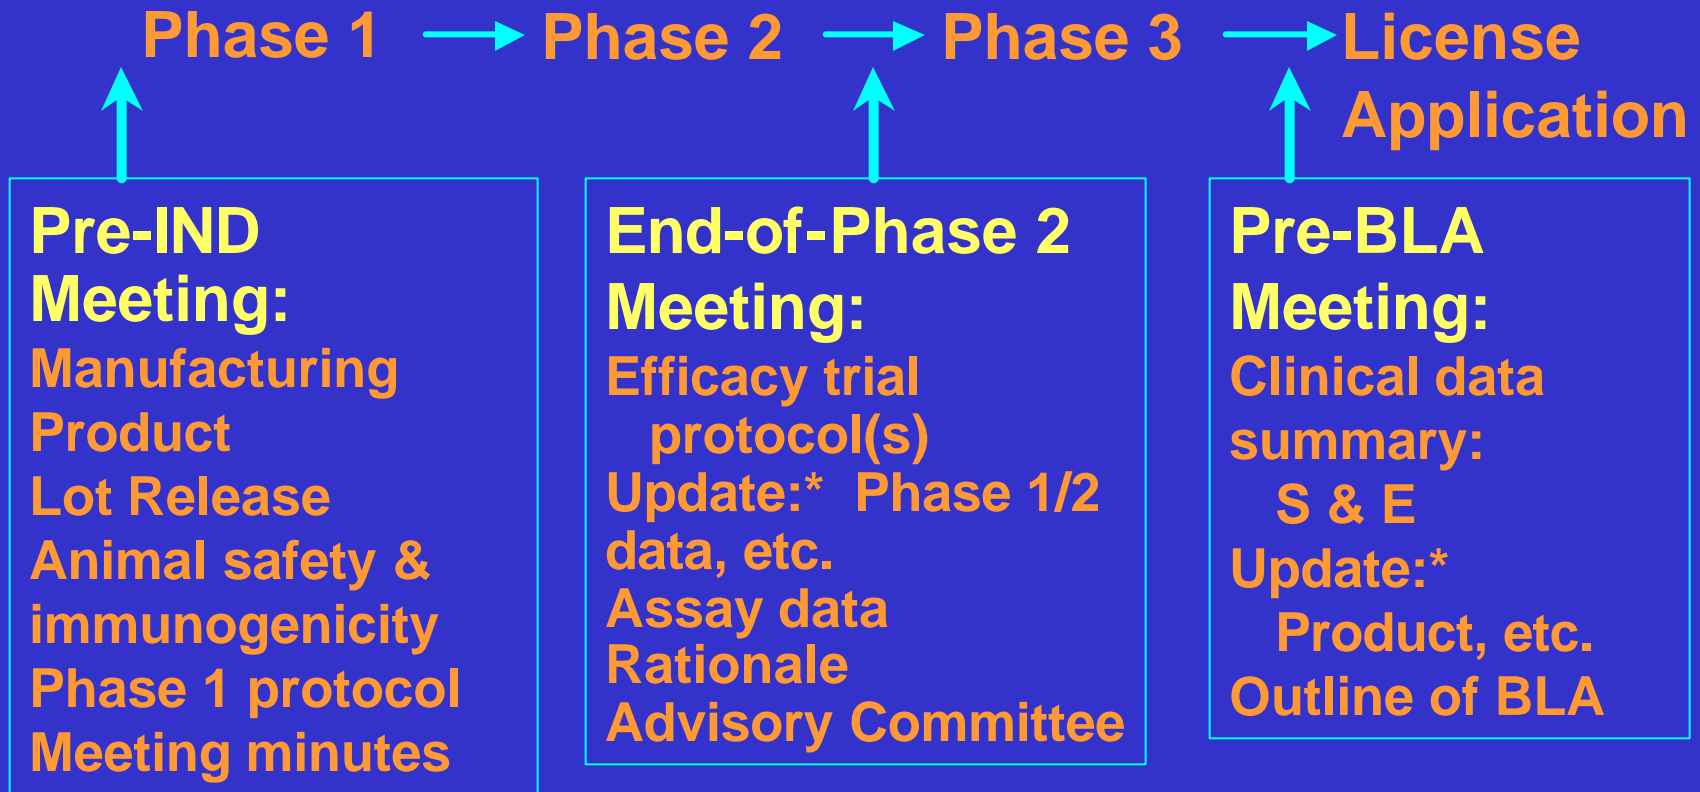 Phase 1 Phase 2 Phase 3 License
Application
Pre-IND
Meeting:
Manufacturing
Product
Lot Release
Animal safety &
immunogenicity
Phase 1 protocol
Meeting minutes
End-of-Phase 2
Meeting:
Efficacy trial
protocol(s)
Update:* Phase 1/2
data, etc.
Assay data
Rationale
Advisory Committee
Pre-BLA
Meeting:
Clinical data
summary:
S & E
Update:*
Product, etc.
Outline of BLA